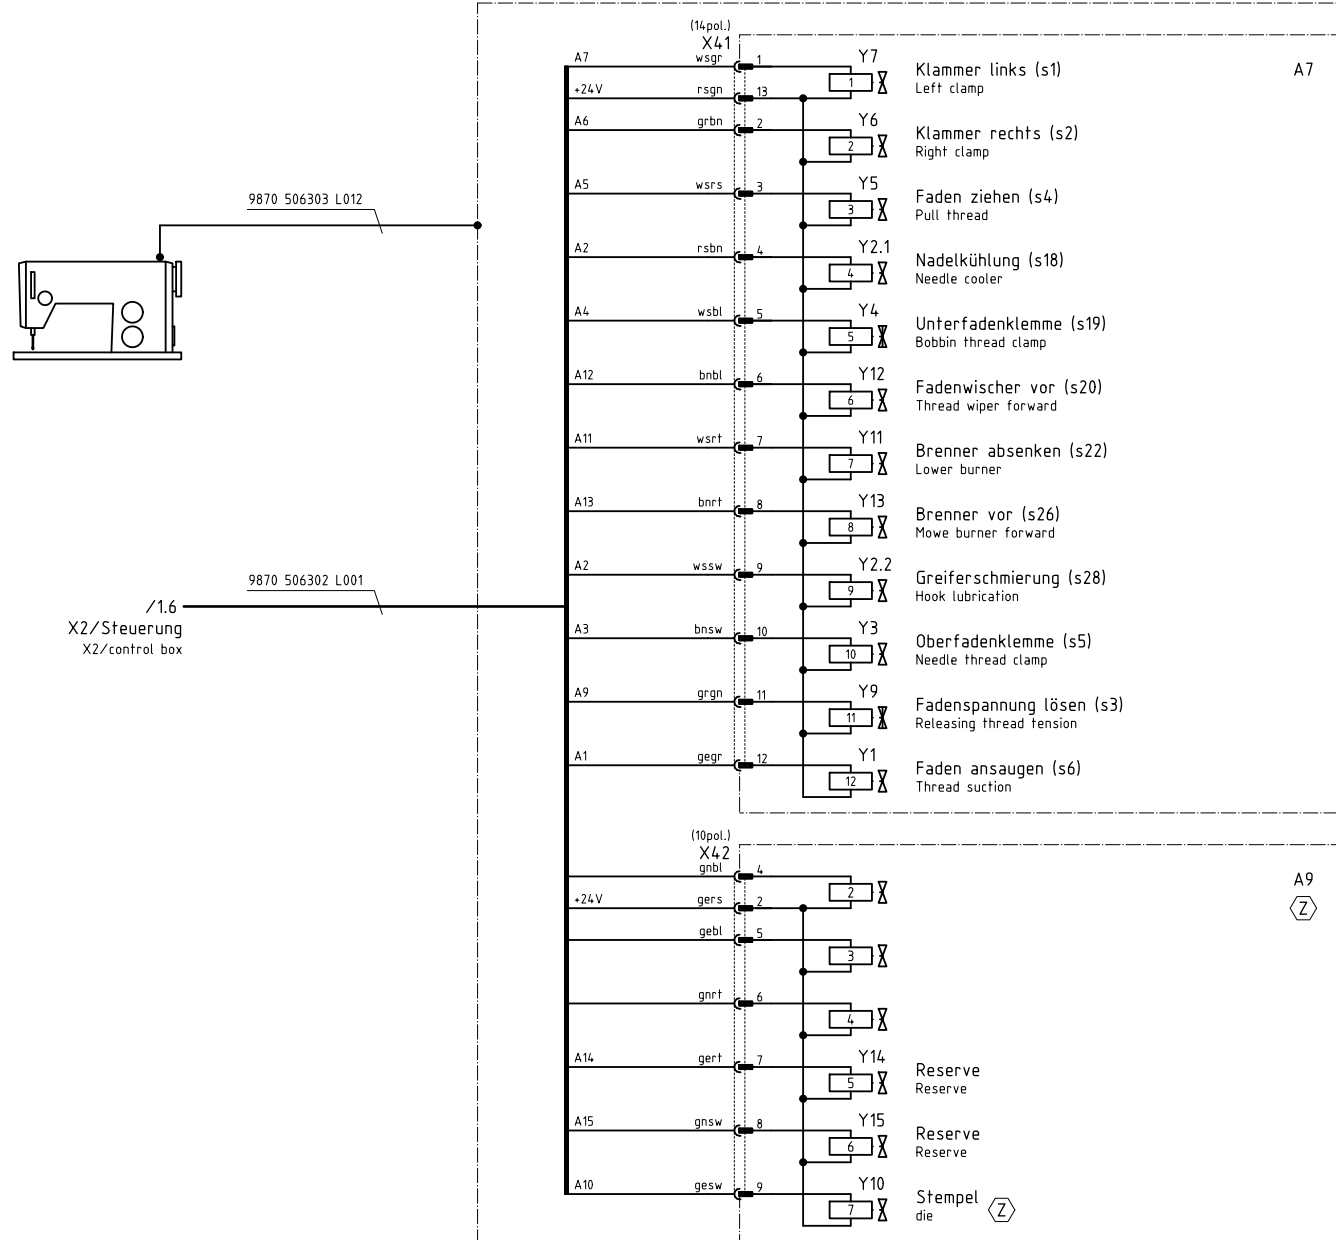 (14pol.)
X41
A7 wsgr 1 Y7
1 Klammer links (s1) A7
Left clamp
+24V rsgn 13
A6 grbn 2 Y6
2 Klammer rechts (s2)
Right clamp
A5 wsrs 3 Y5
3 Faden ziehen (s4)
Pull thread
9870 506303 L012
A2 rsbn 4 Y2.1
4 Nadelkühlung (s18)
Needle cooler
A4 wsbl 5 Y4
5 Unterfadenklemme (s19)
Bobbin thread clamp
A12 bnbl 6 Y12
6 Fadenwischer vor (s20)
Thread wiper forward
A11 wsrt 7 Y11
7 Brenner absenken (s22)
Lower burner
A13 bnrt 8 Y13
8 Brenner vor (s26)
Mowe burner forward
A2 wssw 9 Y2.2
9 Greiferschmierung (s28)
Hook lubrication
9870 506302 L001
/1.6
X2/Steuerung
X2/control box
A3 bnsw 10 Y3
10 Oberfadenklemme (s5)
Needle thread clamp
A9 grgn 11 Y9
11 Fadenspannung lösen (s3)
Releasing thread tension
A1 gegr 12 Y1
12 Faden ansaugen (s6)
Thread suction
(10pol.)
X42
gnbl 4
2 A9
+24V gers 2 Z
gebl 5
3
gnrt 6
4
A14 gert 7 Y14
5 Reserve
Reserve
A15 gnsw 8 Y15
6 Reserve
Reserve
A10 gesw 9 Y10
7 Stempel Z
die